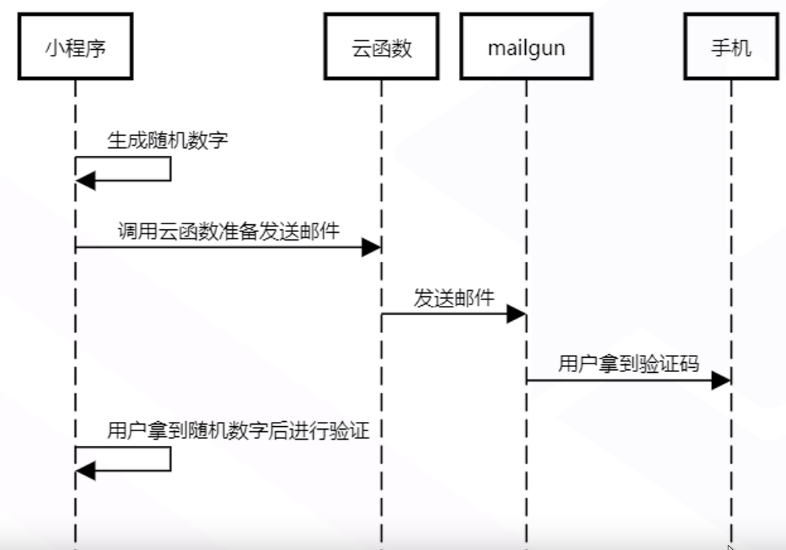 小程序
云函数
mailgun
手机
生成随机数字
调用云函数准备发送邮件
发送邮件
用户拿到验证码
用户拿到随机数字后进行验证